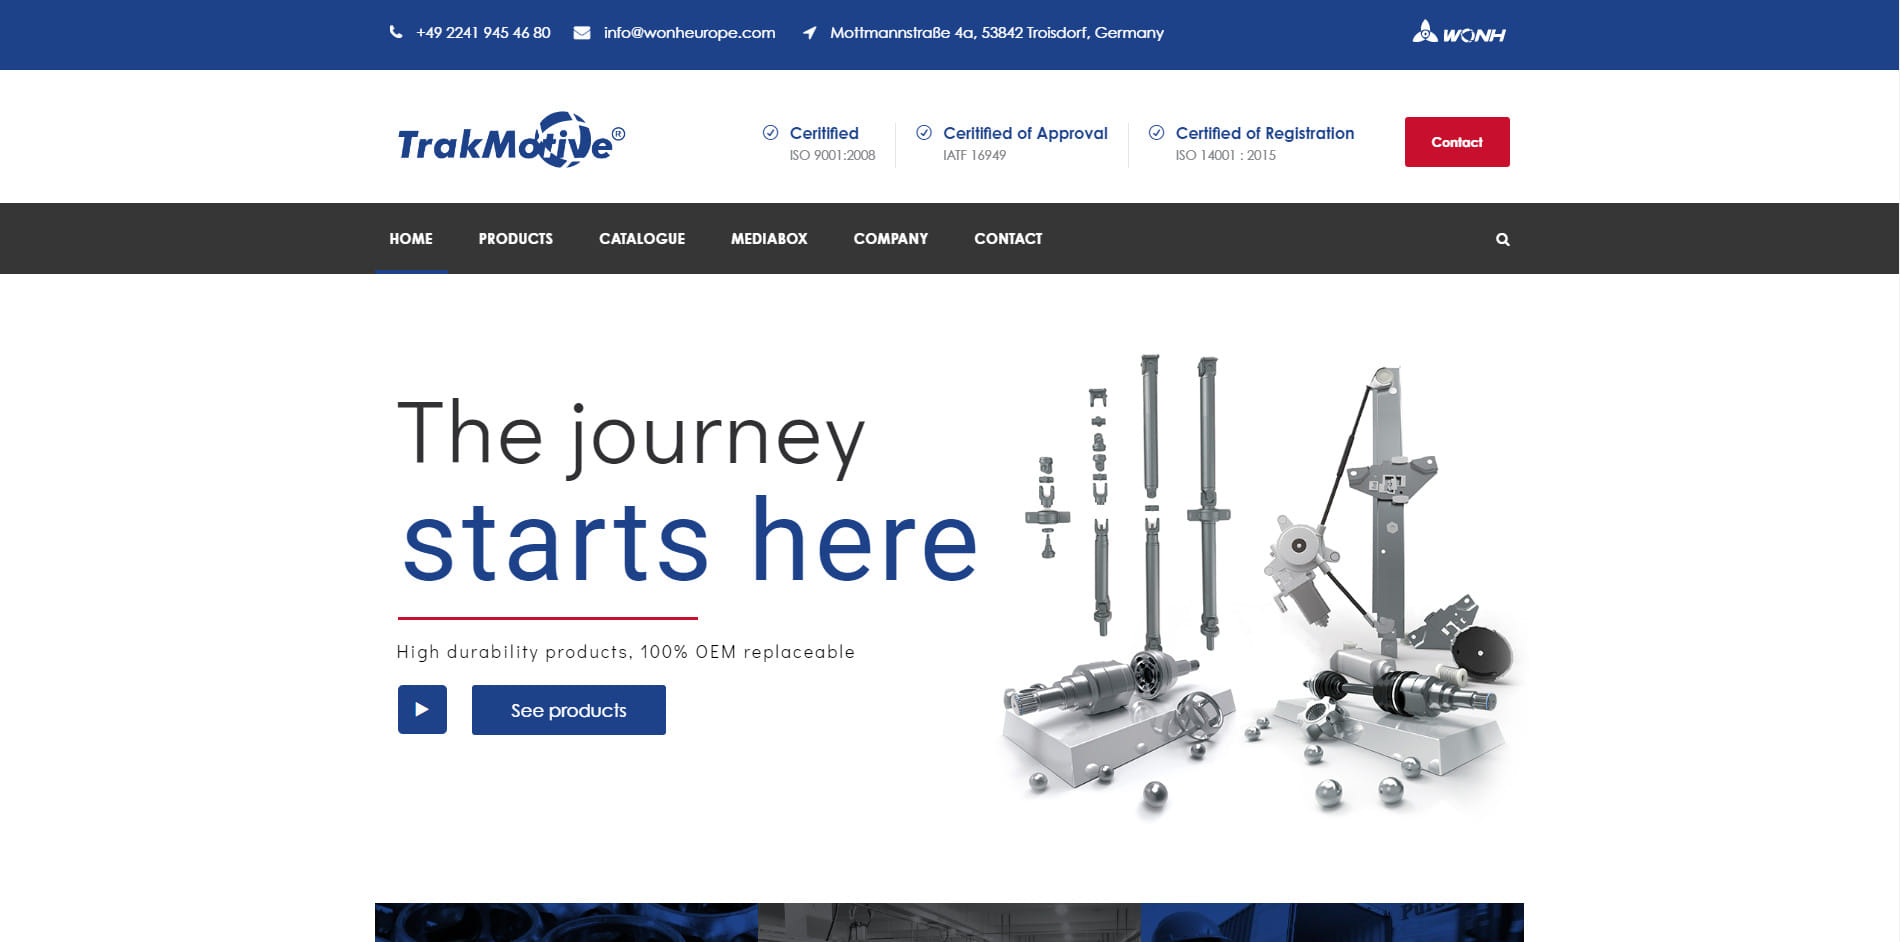 +49 2241 945 46 80 info@wonheurope.com Mottmannstraße 4a, 53842 Troisdorf, Germany WONH
TrakMotive®
Ceritified
ISO 9001:2008
Ceritified of Approval
IATF 16949
Certified of Registration
ISO 14001 : 2015
Contact
HOME PRODUCTS CATALOGUE MEDIABOX COMPANY CONTACT
The journey
starts here
High durability products, 100% OEM replaceable
See products